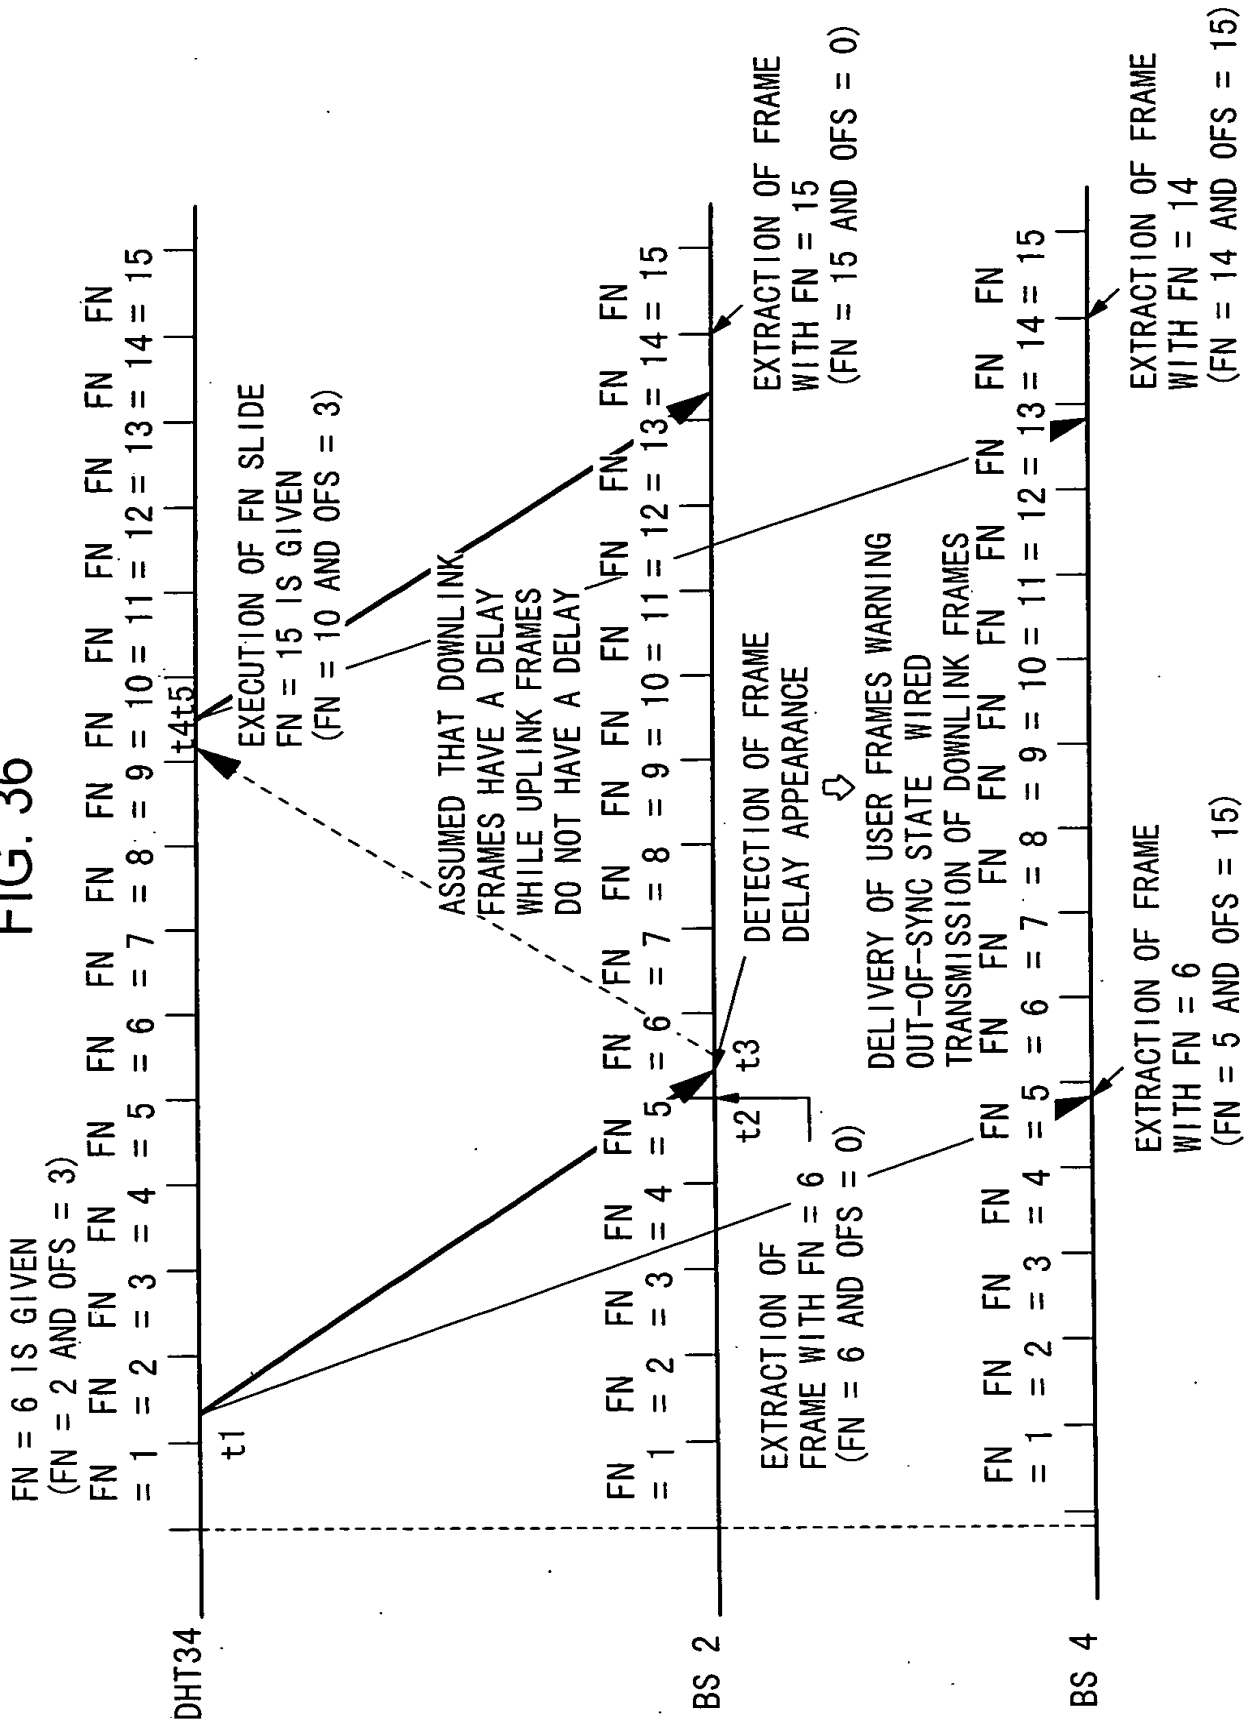 FIG. 36
FN = 6 IS GIVEN
(FN = 2 AND OFS = 3)
FN FN FN FN FN FN FN FN FN FN FN FN FN FN FN
= 1 = 2 = 3 = 4 = 5 = 6 = 7 = 8 = 9 = 10 = 11 = 12 = 13 = 14 = 15
DHT34
t1
t4
t5
EXECUTION OF FN SLIDE
FN = 15 IS GIVEN
(FN = 10 AND OFS = 3)
ASSUMED THAT DOWNLINK
FRAMES HAVE A DELAY
WHILE UPLINK FRAMES
DO NOT HAVE A DELAY
FN FN FN FN FN FN FN FN FN FN FN FN FN FN FN
= 1 = 2 = 3 = 4 = 5 = 6 = 7 = 8 = 9 = 10 = 11 = 12 = 13 = 14 = 15
BS 2
t2
t3
EXTRACTION OF
FRAME WITH FN = 6
(FN = 6 AND OFS = 0)
DETECTION OF FRAME
DELAY APPEARANCE
DELIVERY OF USER FRAMES WARNING
OUT-OF-SYNC STATE WIRED
TRANSMISSION OF DOWNLINK FRAMES
EXTRACTION OF FRAME
WITH FN = 15
(FN = 15 AND OFS = 0)
FN FN FN FN FN FN FN FN FN FN FN FN FN FN FN
= 1 = 2 = 3 = 4 = 5 = 6 = 7 = 8 = 9 = 10 = 11 = 12 = 13 = 14 = 15
BS 4
EXTRACTION OF FRAME
WITH FN = 6
(FN = 5 AND OFS = 15)
EXTRACTION OF FRAME
WITH FN = 14
(FN = 14 AND OFS = 15)